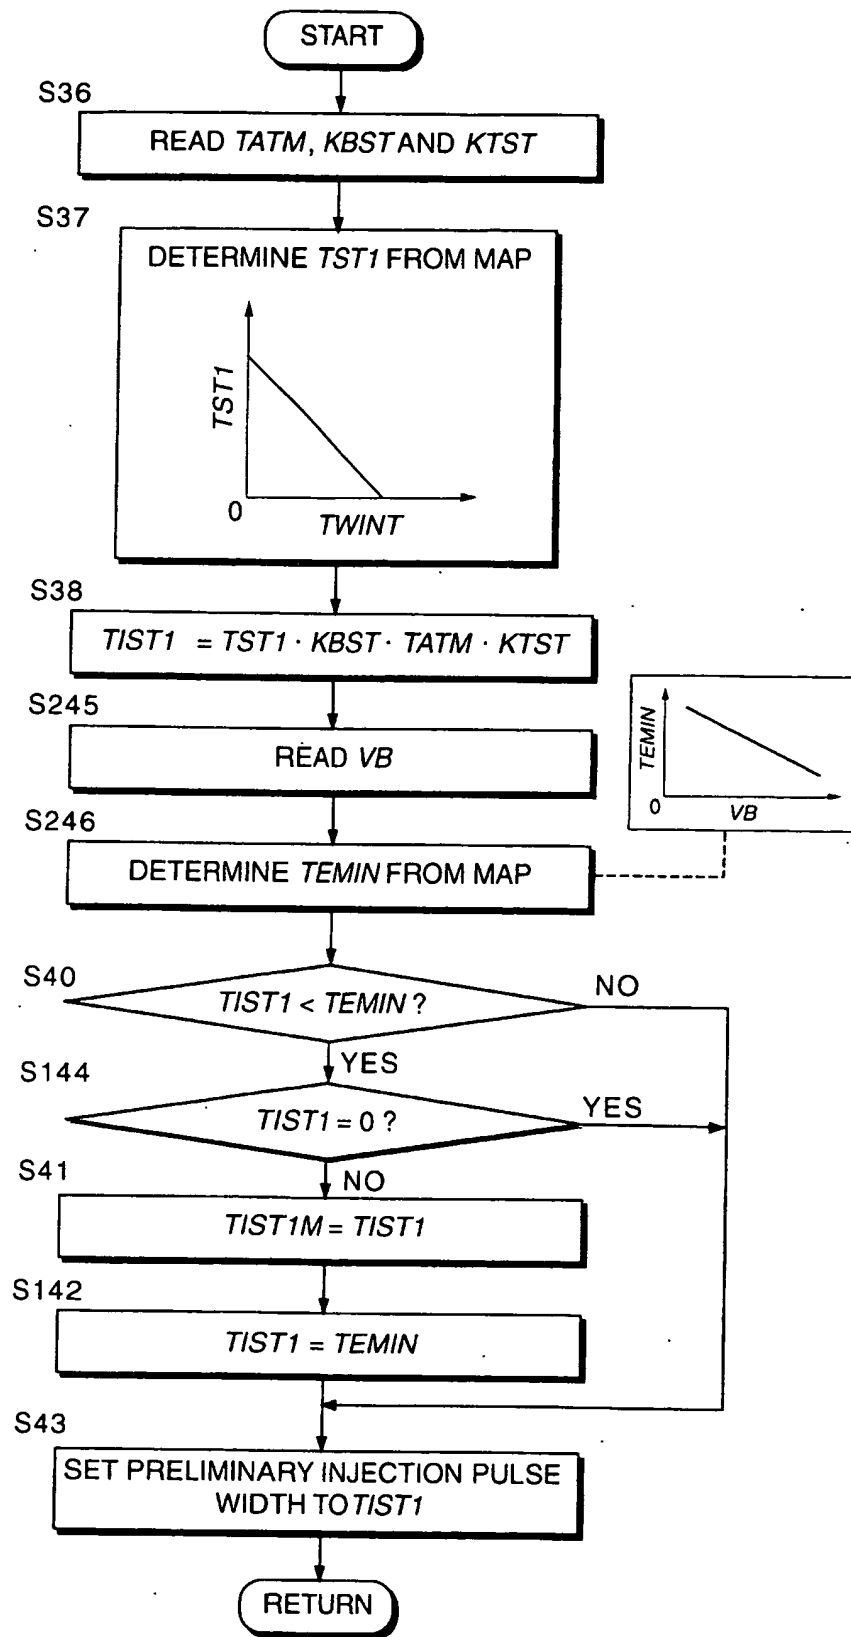 START
S36
READ TATM, KBST AND KTST
S37
DETERMINE TST1 FROM MAP
TST1
0
TWINT
S38
TIST1 = TST1 · KBST · TATM · KTST
S245
READ VB
TEMIN
0
VB
S246
DETERMINE TEMIN FROM MAP
S40
TIST1 < TEMIN ?
NO
YES
S144
TIST1 = 0 ?
YES
NO
S41
TIST1M = TIST1
S142
TIST1 = TEMIN
S43
SET PRELIMINARY INJECTION PULSE
WIDTH TO TIST1
RETURN